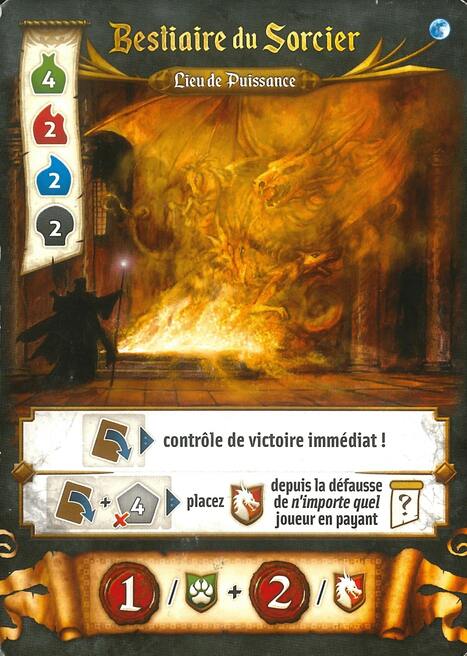 Bestiaire du Sorcier
Lieu de Puissance
4
2
2
2
contrôle de victoire immédiat !
+ 4 placez depuis la défausse
de n'importe quel
joueur en payant ?
1 / + 2 /